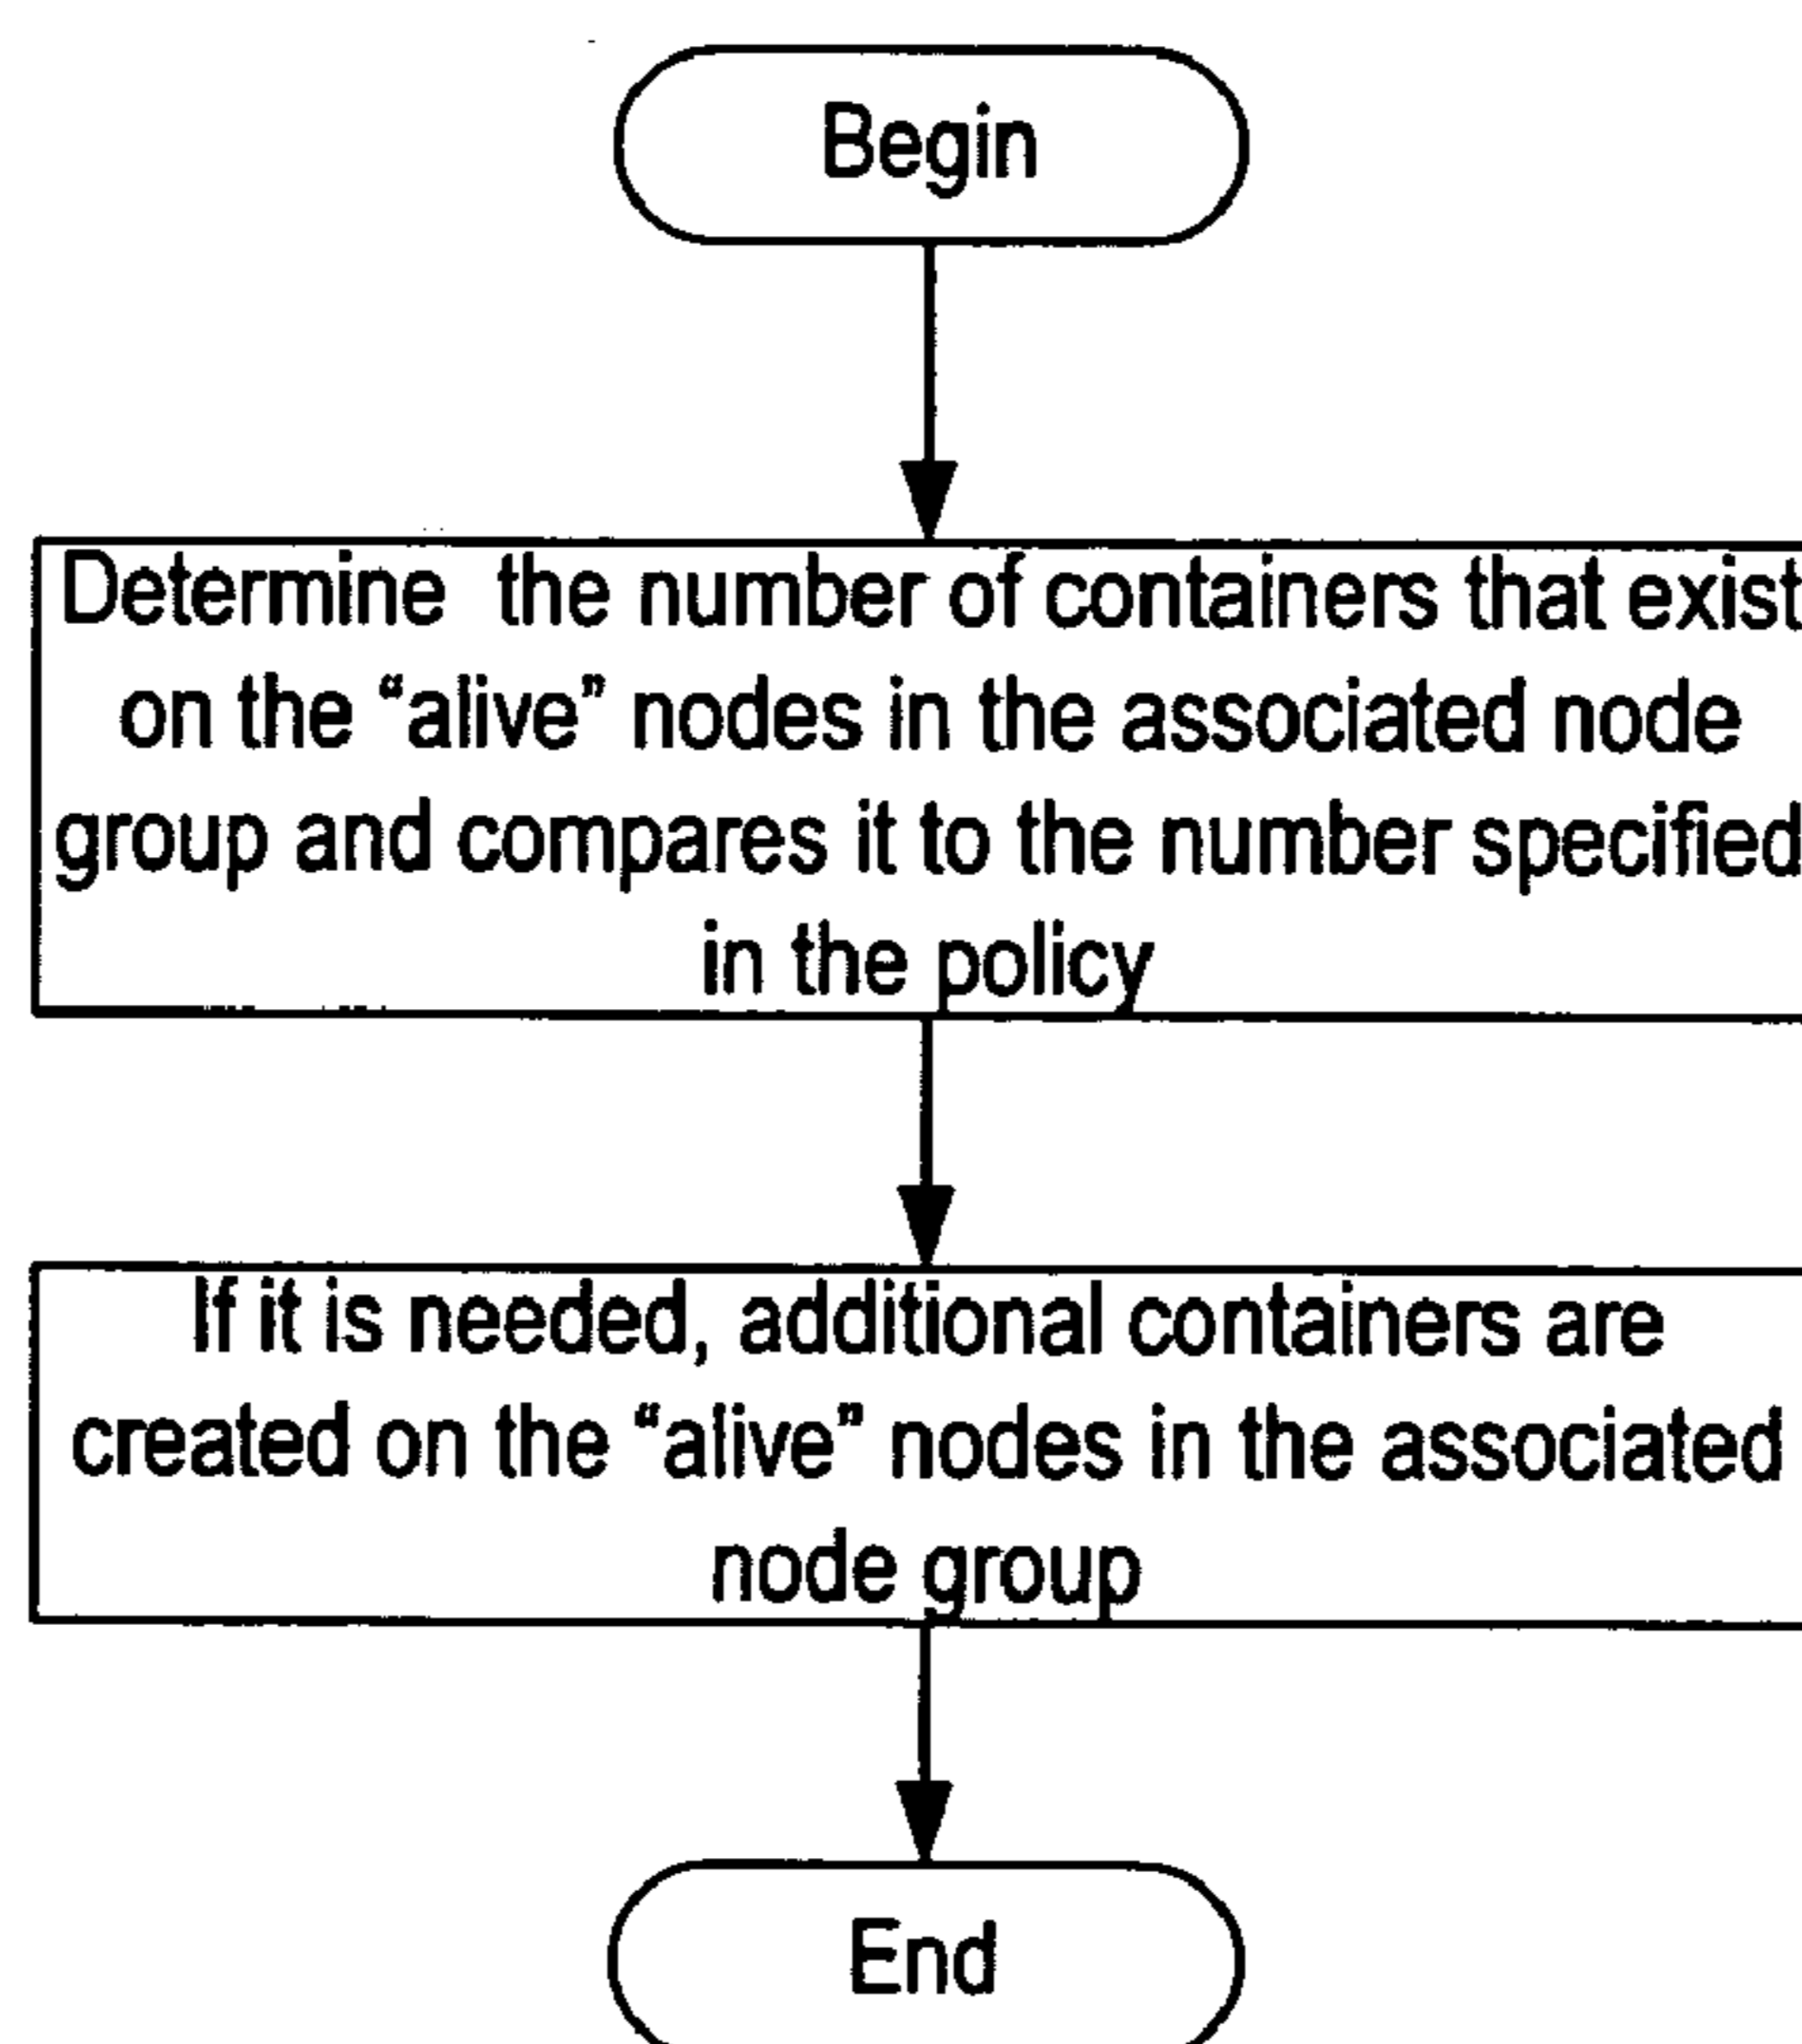 Begin
Determine the number of containers that exist
on the “alive” nodes in the associated node
group and compares it to the number specified
in the policy
If it is needed, additional containers are
created on the “alive” nodes in the associated
node group
End